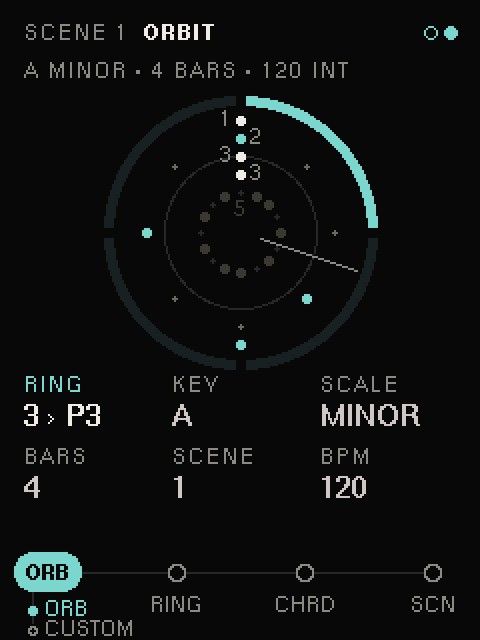 SCENE 1 ORBIT
A MINOR · 4 BARS · 120 INT
1
2
3
3
5
RING KEY SCALE
3 › P3 A MINOR
BARS SCENE BPM
4 1 120
ORB
ORB RING CHRD SCN
CUSTOM